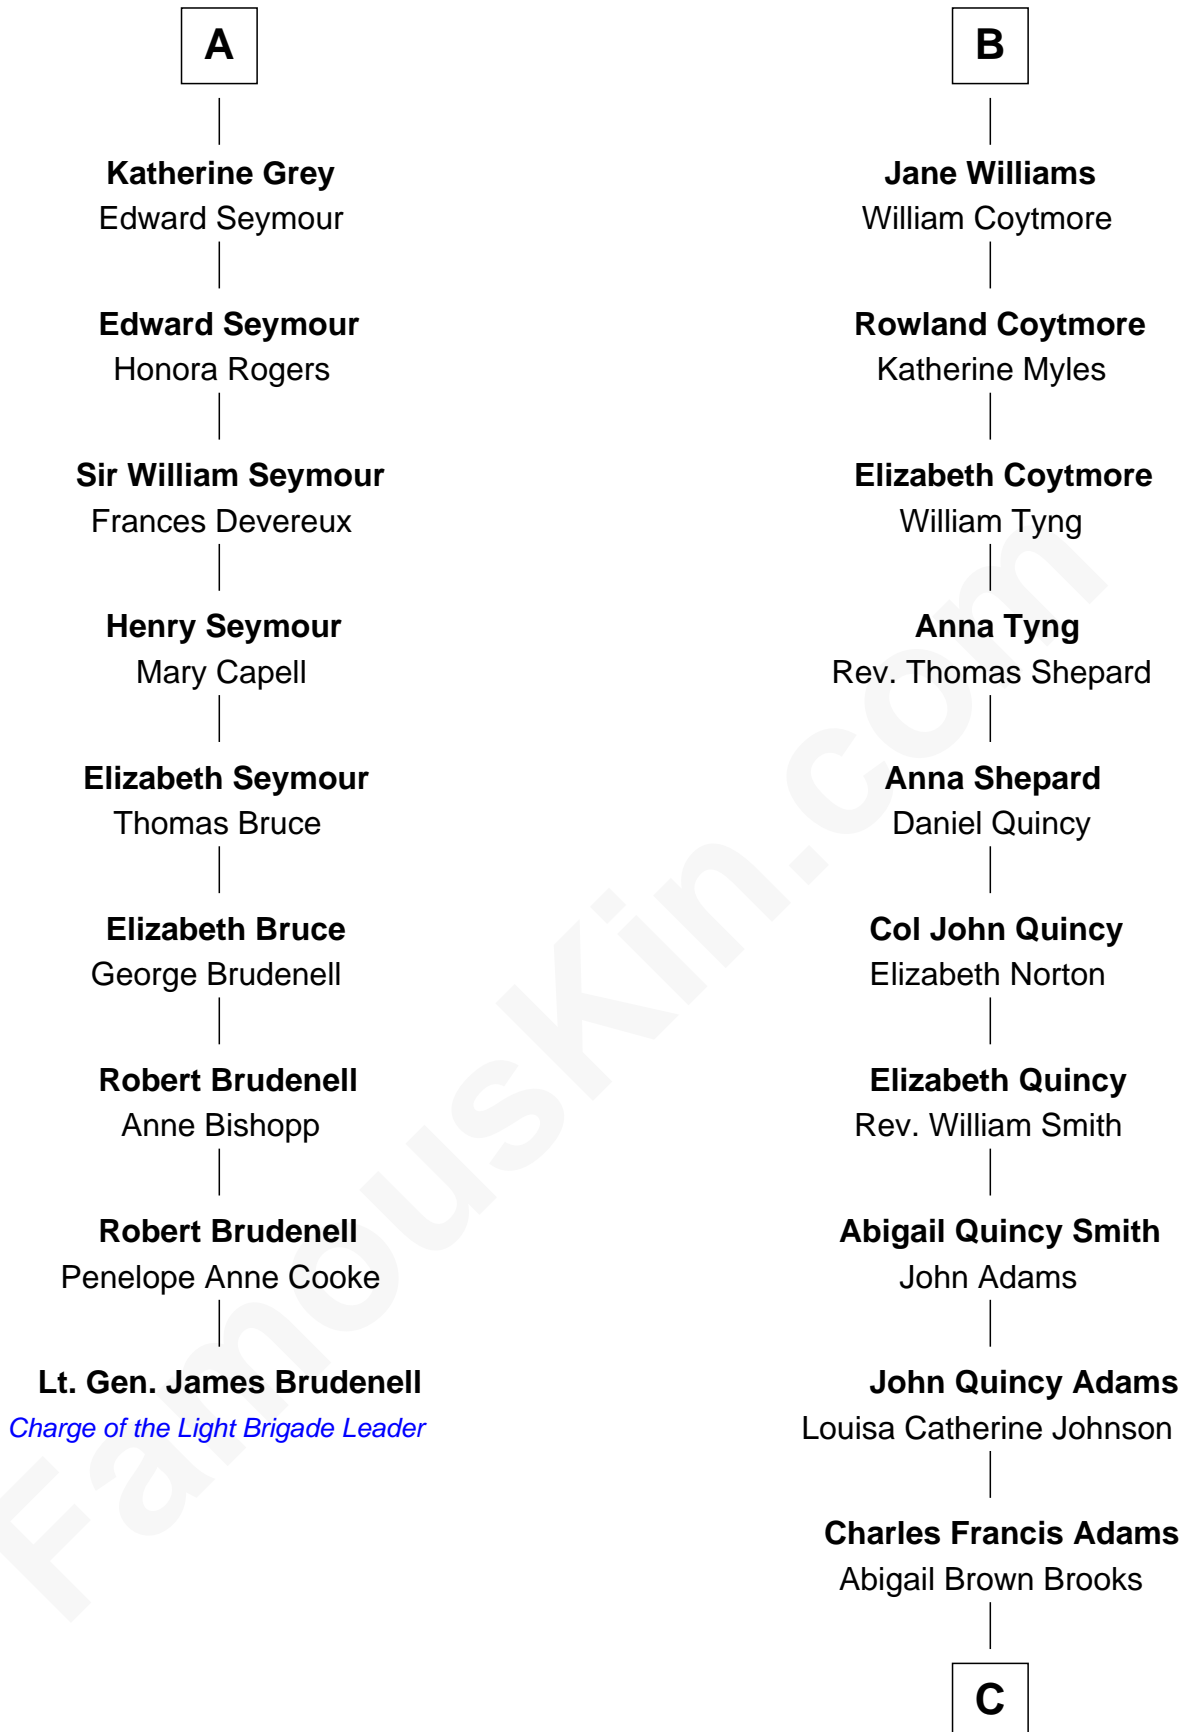 A
Katherine Grey
Edward Seymour
Edward Seymour
Honora Rogers
Sir William Seymour
Frances Devereux
Henry Seymour
Mary Capell
Elizabeth Seymour
Thomas Bruce
Elizabeth Bruce
George Brudenell
Robert Brudenell
Anne Bishopp
Robert Brudenell
Penelope Anne Cooke
Lt. Gen. James Brudenell
Charge of the Light Brigade Leader
B
Jane Williams
William Coytmore
Rowland Coytmore
Katherine Myles
Elizabeth Coytmore
William Tyng
Anna Tyng
Rev. Thomas Shepard
Anna Shepard
Daniel Quincy
Col John Quincy
Elizabeth Norton
Elizabeth Quincy
Rev. William Smith
Abigail Quincy Smith
John Adams
John Quincy Adams
Louisa Catherine Johnson
Charles Francis Adams
Abigail Brown Brooks
C
FamousKin.com